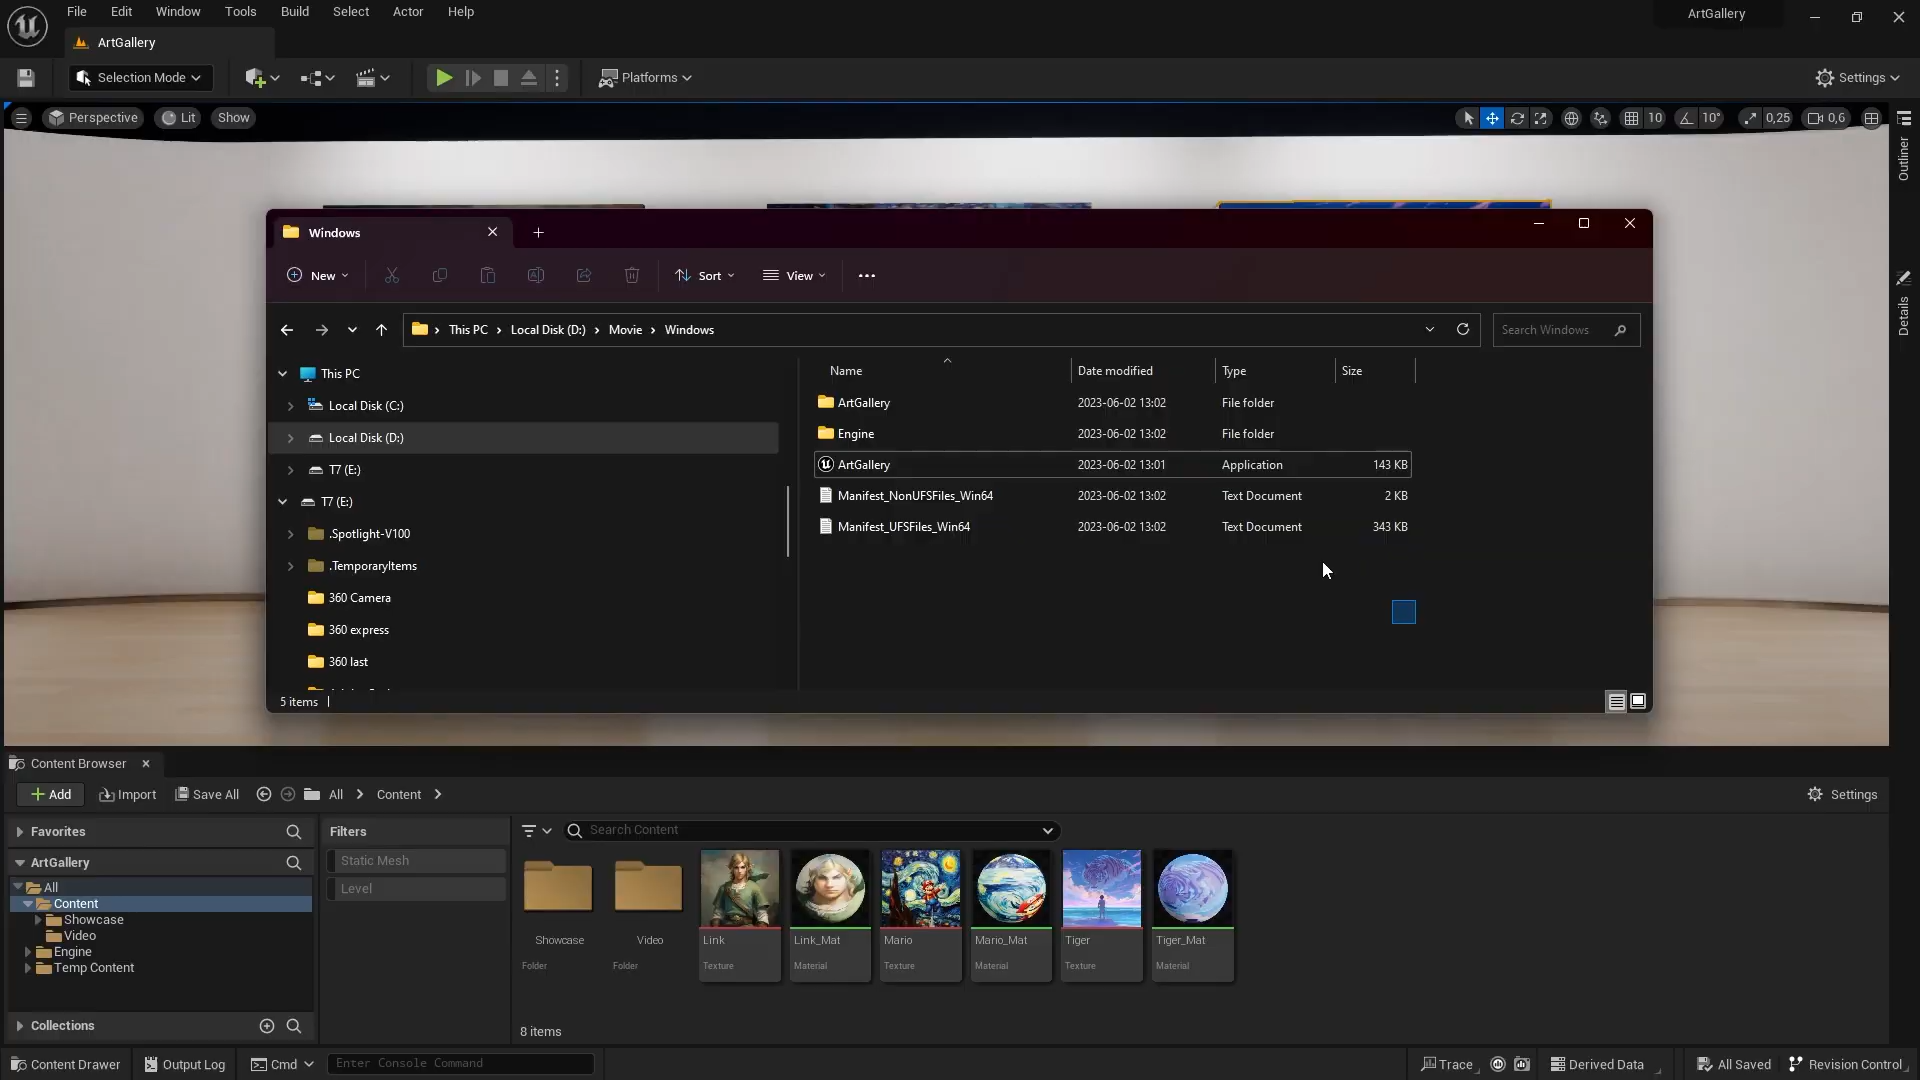 File Edit Window Tools Build Select Actor Help
ArtGallery
ArtGallery
Selection Mode
Platforms
Settings
Perspective Lit Show
10 10° 0,25 0,6
Outliner
Details
Windows
New Sort View
This PC Local Disk (D:) Movie Windows
Search Windows
This PC
Local Disk (C:)
Local Disk (D:)
T7 (E:)
T7 (E:)
.Spotlight-V100
.TemporaryItems
360 Camera
360 express
360 last
Name Date modified Type Size
ArtGallery 2023-06-02 13:02 File folder
Engine 2023-06-02 13:02 File folder
ArtGallery 2023-06-02 13:01 Application 143 KB
Manifest_NonUFSFiles_Win64 2023-06-02 13:02 Text Document 2 KB
Manifest_UFSFiles_Win64 2023-06-02 13:02 Text Document 343 KB
5 items
Content Browser
Add Import Save All All Content Settings
Favorites
ArtGallery
All
Content
Showcase
Video
Engine
Temp Content
Collections
Filters
Static Mesh
Level
Search Content
Showcase Video Link Link_Mat Mario Mario_Mat Tiger Tiger_Mat
Folder Folder Texture Material Texture Material Texture Material
8 items
Content Drawer Output Log Cmd Enter Console Command Trace Derived Data All Saved Revision Control